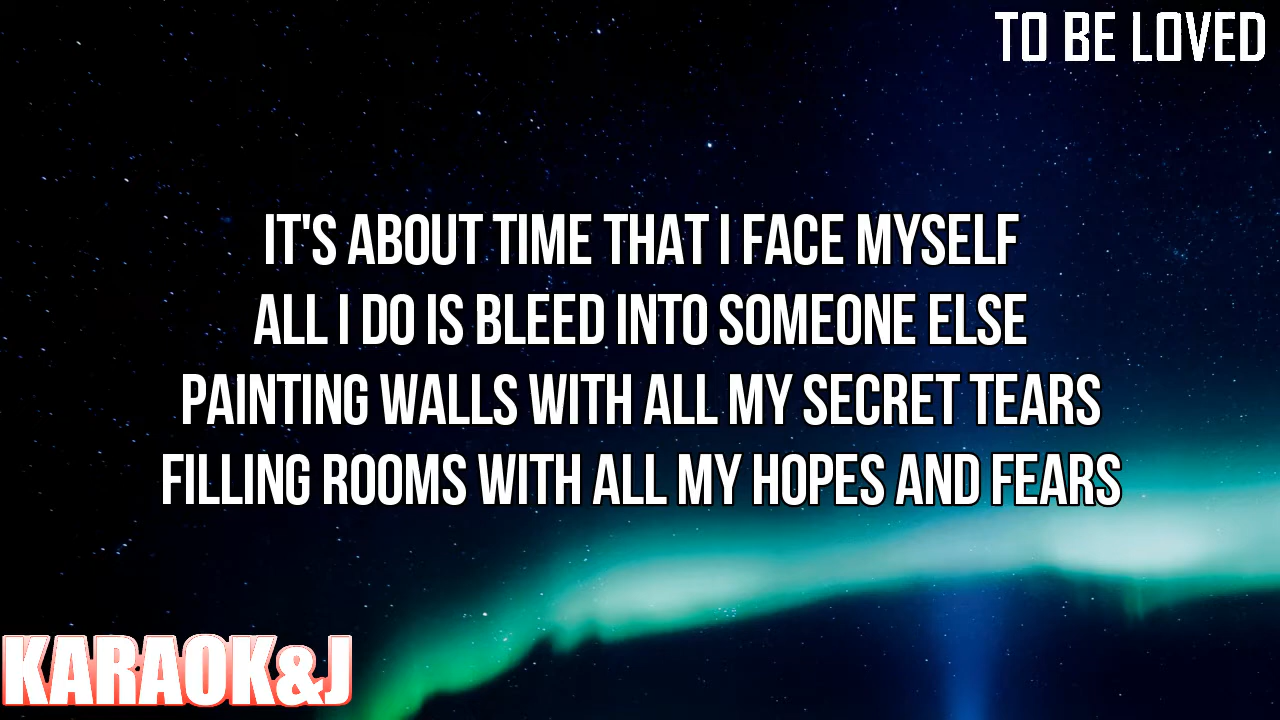 TO BE LOVED
IT'S ABOUT TIME THAT I FACE MYSELF
ALL I DO IS BLEED INTO SOMEONE ELSE
PAINTING WALLS WITH ALL MY SECRET TEARS
FILLING ROOMS WITH ALL MY HOPES AND FEARS
KARAOK&J